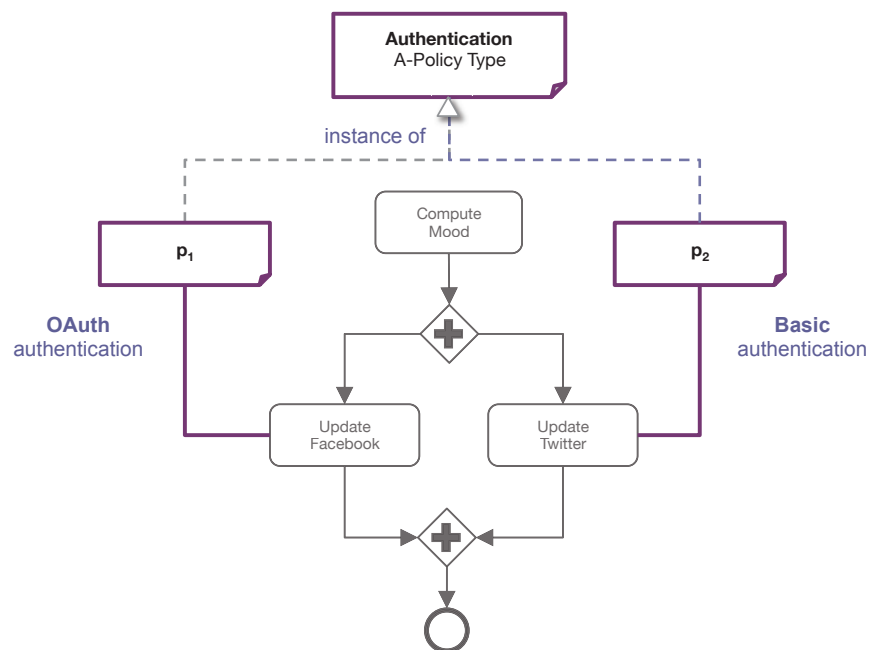 Authentication
A-Policy Type
instance of
Compute
Mood
p₁
p₂
OAuth
authentication
Basic
authentication
Update
Facebook
Update
Twitter